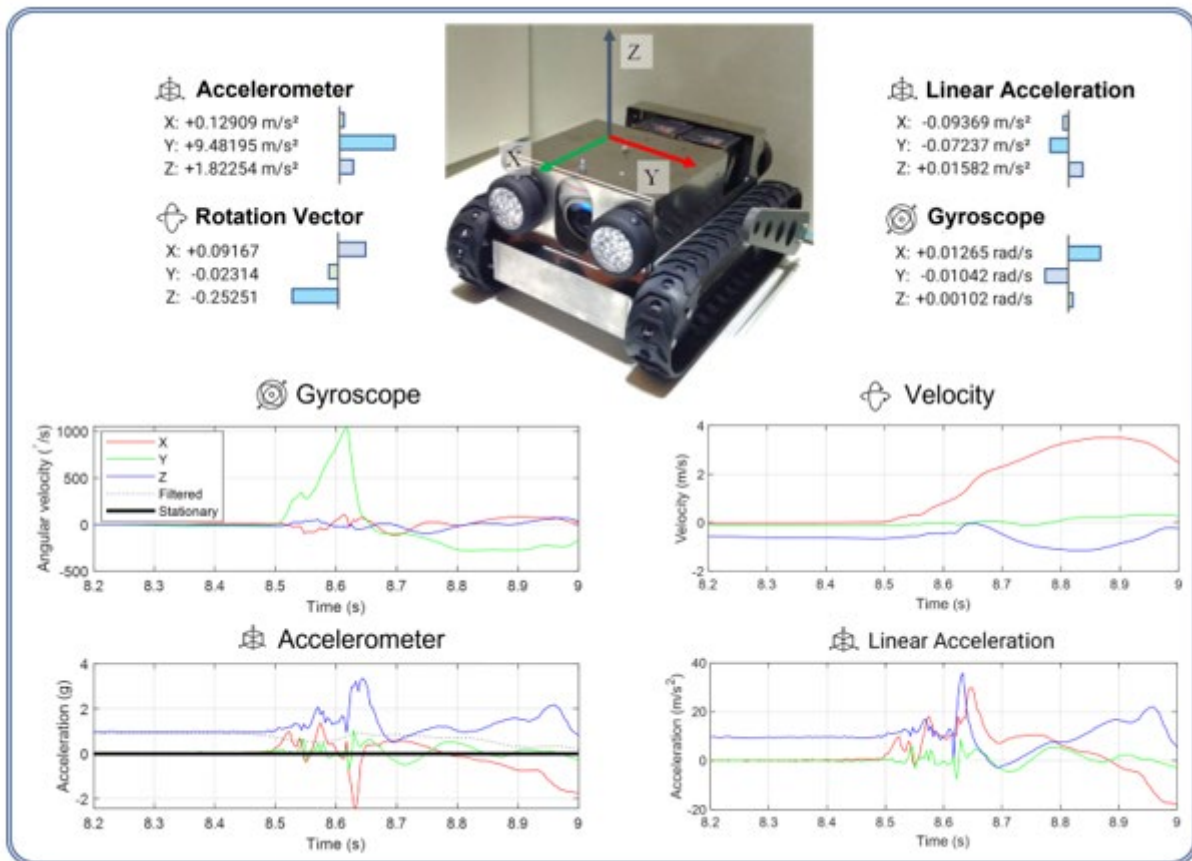 Accelerometer
X: +0.12909 m/s²
Y: +9.48195 m/s²
Z: +1.82254 m/s²
Rotation Vector
X: +0.09167
Y: -0.02314
Z: -0.25251
Z
X
Y
Linear Acceleration
X: -0.09369 m/s²
Y: -0.07237 m/s²
Z: +0.01582 m/s²
Gyroscope
X: +0.01265 rad/s
Y: -0.01042 rad/s
Z: +0.00102 rad/s
Gyroscope
Angular velocity (°/s)
1000
500
0
-500
X
Y
Z
Filtered
Stationary
8.2 8.3 8.4 8.5 8.6 8.7 8.8 8.9 9
Time (s)
Velocity
Velocity (m/s)
4
2
0
-2
8.2 8.3 8.4 8.5 8.6 8.7 8.8 8.9 9
Time (s)
Accelerometer
Acceleration (g)
4
2
0
-2
8.2 8.3 8.4 8.5 8.6 8.7 8.8 8.9 9
Time (s)
Linear Acceleration
Acceleration (m/s²)
40
20
0
-20
8.2 8.3 8.4 8.5 8.6 8.7 8.8 8.9 9
Time (s)